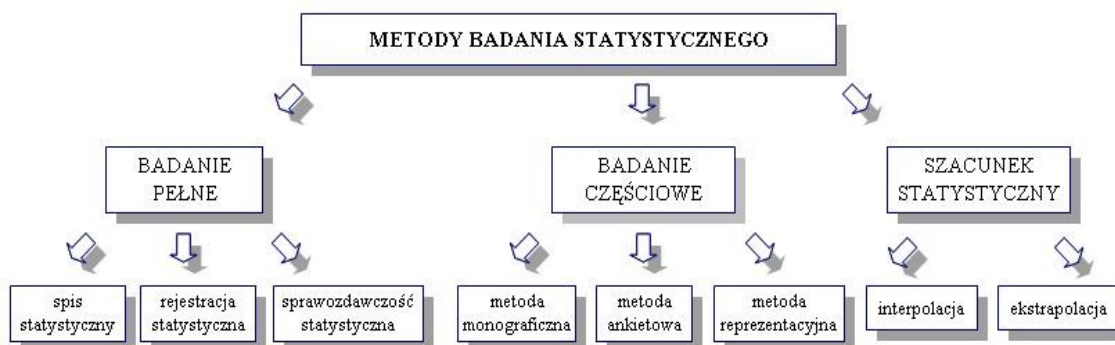 METODY BADANIA STATYSTYCZNEGO
BADANIE
PEŁNE
BADANIE
CZĘŚCIOWE
SZACUNEK
STATYSTYCZNY
spis
statystyczny
rejestracja
statystyczna
sprawozdawczość
statystyczna
metoda
monograficzna
metoda
ankietowa
metoda
reprezentacyjna
interpolacja
ekstrapolacja